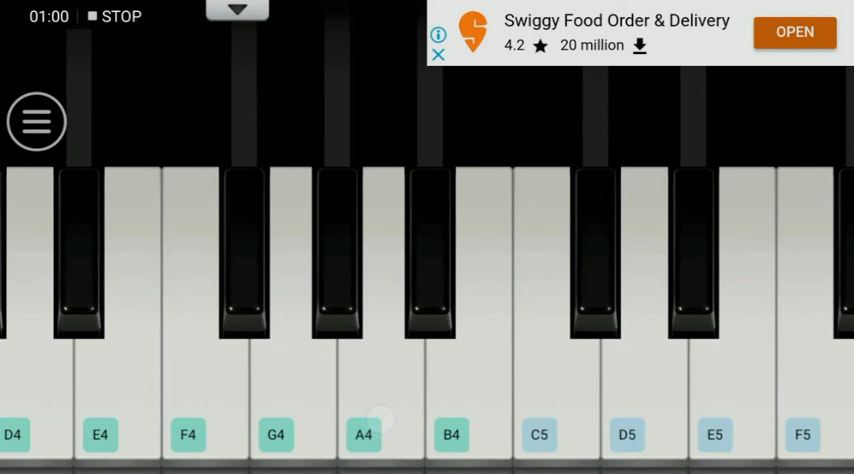 01:00 STOP
Swiggy Food Order & Delivery
4.2 ★ 20 million
OPEN
D4 E4 F4 G4 A4 B4 C5 D5 E5 F5